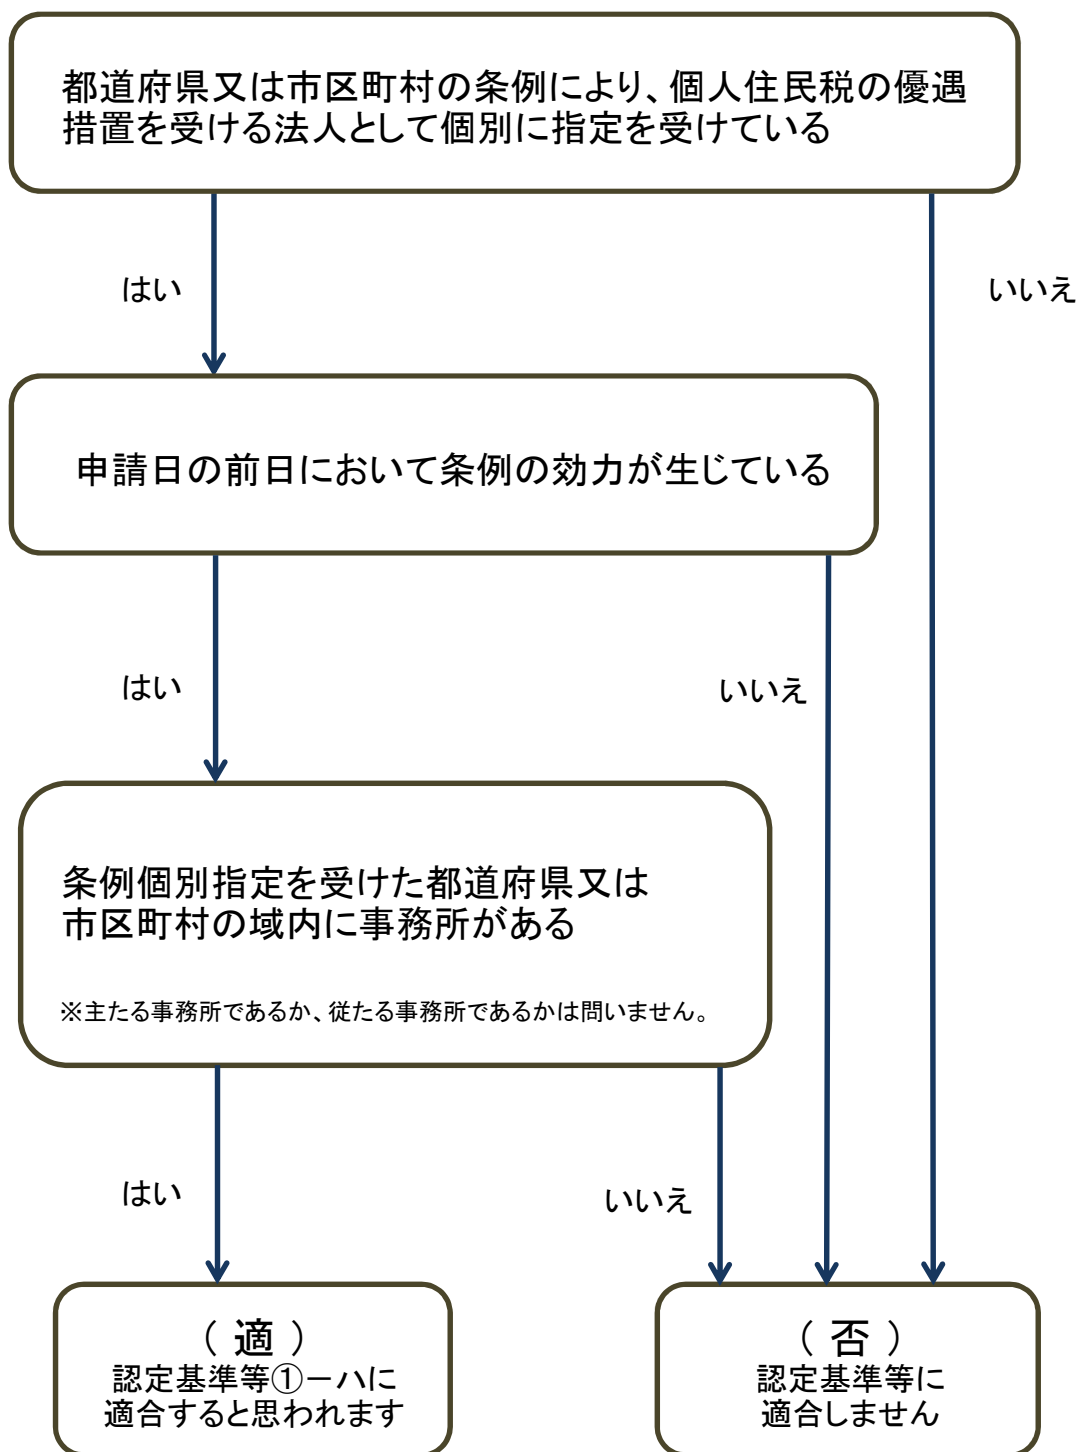 都道府県又は市区町村の条例により、個人住民税の優遇
措置を受ける法人として個別に指定を受けている
はい
いいえ
申請日の前日において条例の効力が生じている
はい
いいえ
条例個別指定を受けた都道府県又は
市区町村の域内に事務所がある
※主たる事務所であるか、従たる事務所であるかは問いません。
はい
いいえ
（ 適 ）
認定基準等①－ハに
適合すると思われます
（ 否 ）
認定基準等に
適合しません